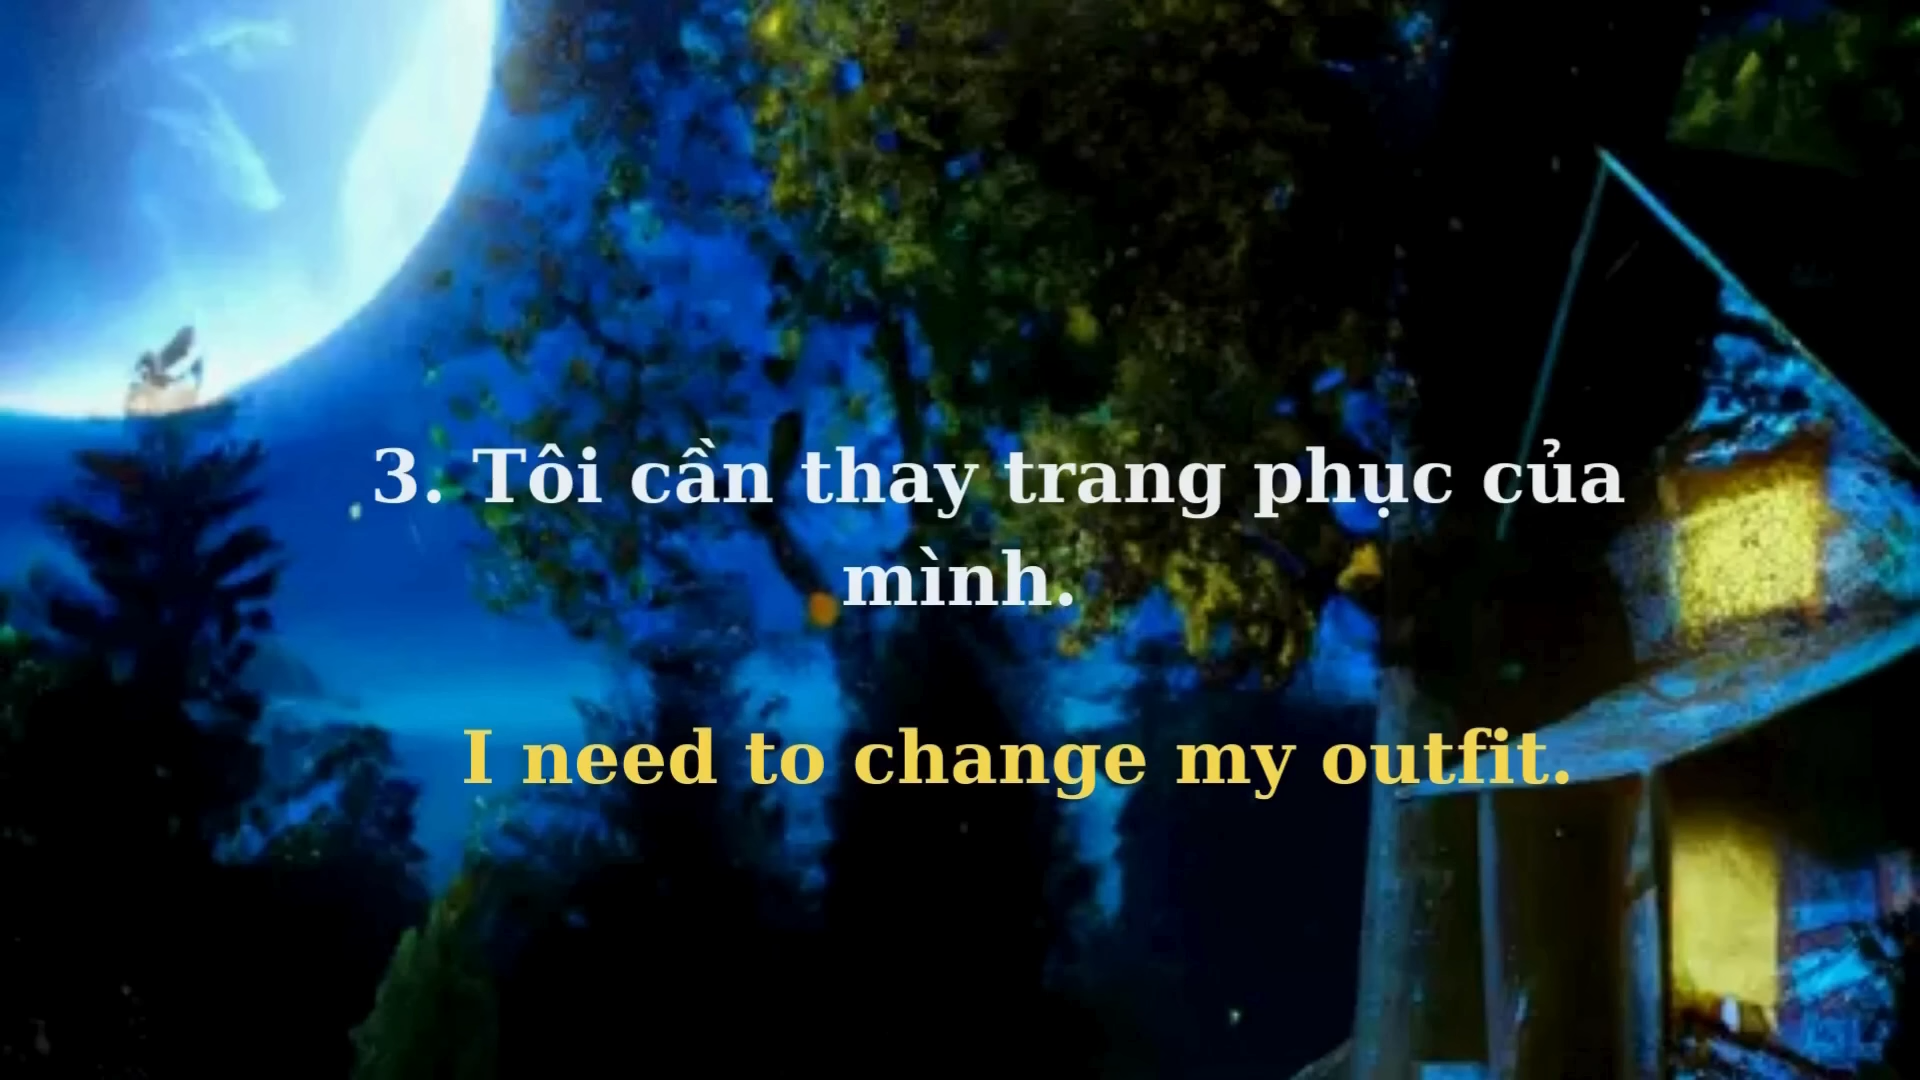 3. Tôi cần thay trang phục của
mình.
I need to change my outfit.